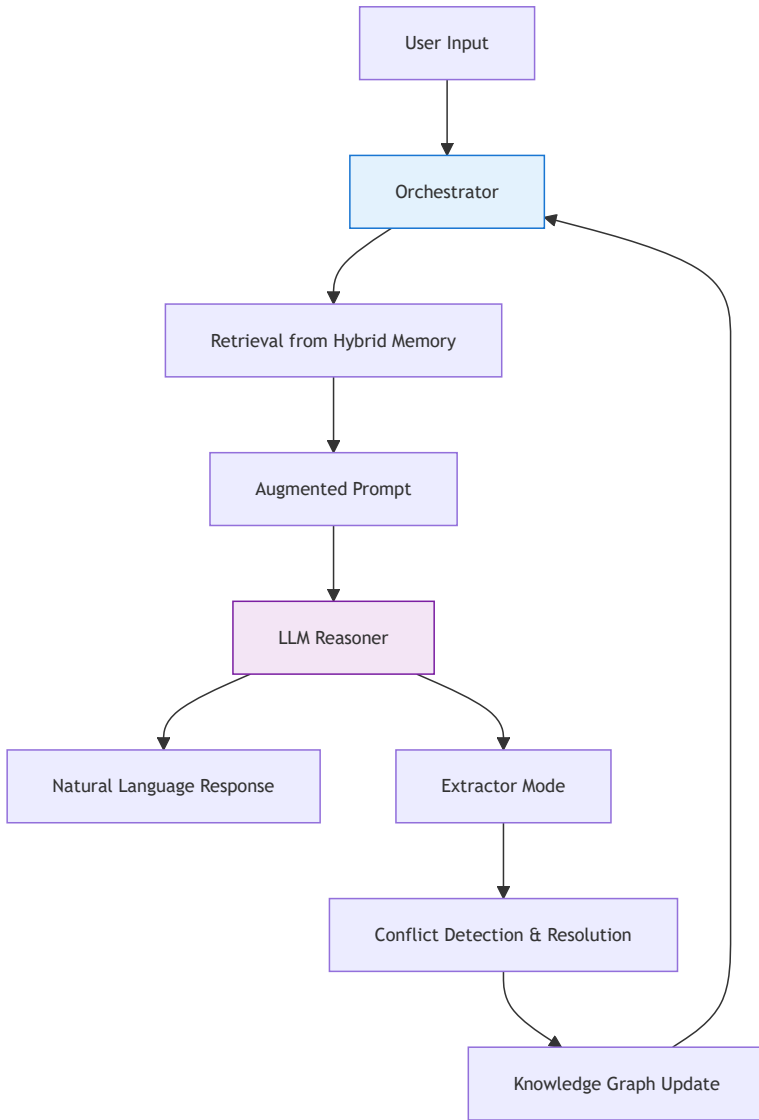 User Input
Orchestrator
Retrieval from Hybrid Memory
Augmented Prompt
LLM Reasoner
Natural Language Response
Extractor Mode
Conflict Detection & Resolution
Knowledge Graph Update